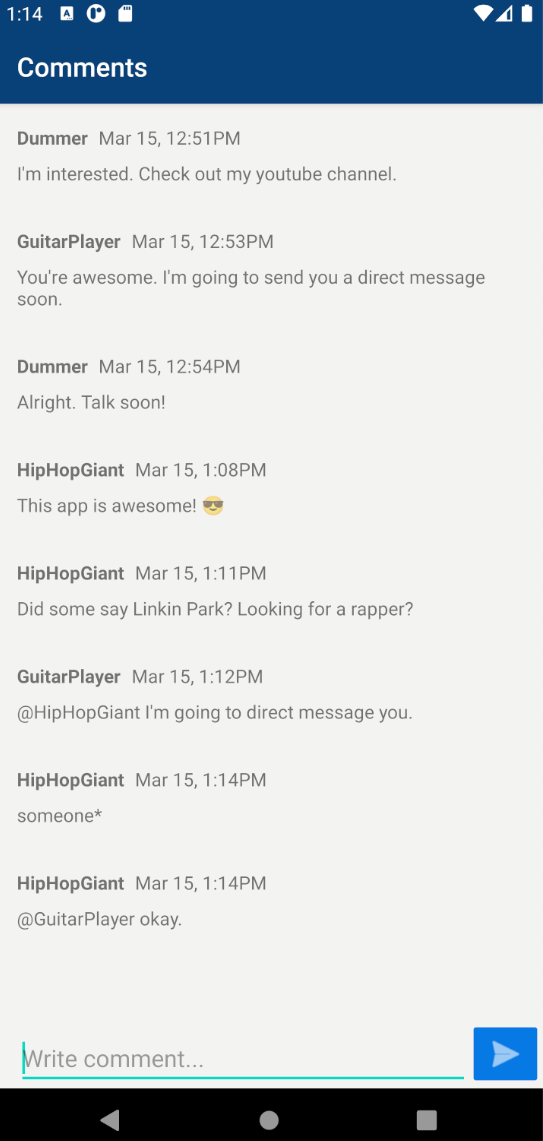 1:14
Comments
Dummer Mar 15, 12:51PM
I'm interested. Check out my youtube channel.
GuitarPlayer Mar 15, 12:53PM
You're awesome. I'm going to send you a direct message
soon.
Dummer Mar 15, 12:54PM
Alright. Talk soon!
HipHopGiant Mar 15, 1:08PM
This app is awesome! 😎
HipHopGiant Mar 15, 1:11PM
Did some say Linkin Park? Looking for a rapper?
GuitarPlayer Mar 15, 1:12PM
@HipHopGiant I'm going to direct message you.
HipHopGiant Mar 15, 1:14PM
someone*
HipHopGiant Mar 15, 1:14PM
@GuitarPlayer okay.
Write comment...